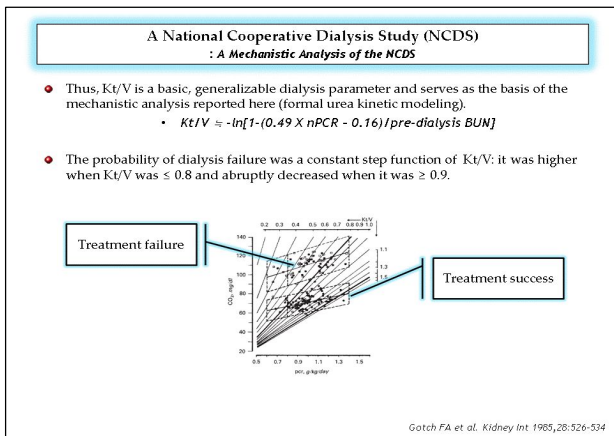 A National Cooperative Dialysis Study (NCDS)
: A Mechanistic Analysis of the NCDS
Thus, Kt/V is a basic, generalizable dialysis parameter and serves as the basis of the
mechanistic analysis reported here (formal urea kinetic modeling).
• Kt/V ≒ -ln[1-(0.49 X nPCR - 0.16)/pre-dialysis BUN]
The probability of dialysis failure was a constant step function of Kt/V: it was higher
when Kt/V was ≤ 0.8 and abruptly decreased when it was ≥ 0.9.
Treatment failure
Treatment success
Kt/V
0.2 0.3 0.4 0.5 0.6 0.7 0.8 0.9 1.0
1.1
1.3
1.5
140
120
100
80
60
40
20
mg/dl
0.5 0.7 0.9 1.1 1.3 1.5
pcr, g/kg/day
Gotch FA et al. Kidney Int 1985,28:526-534